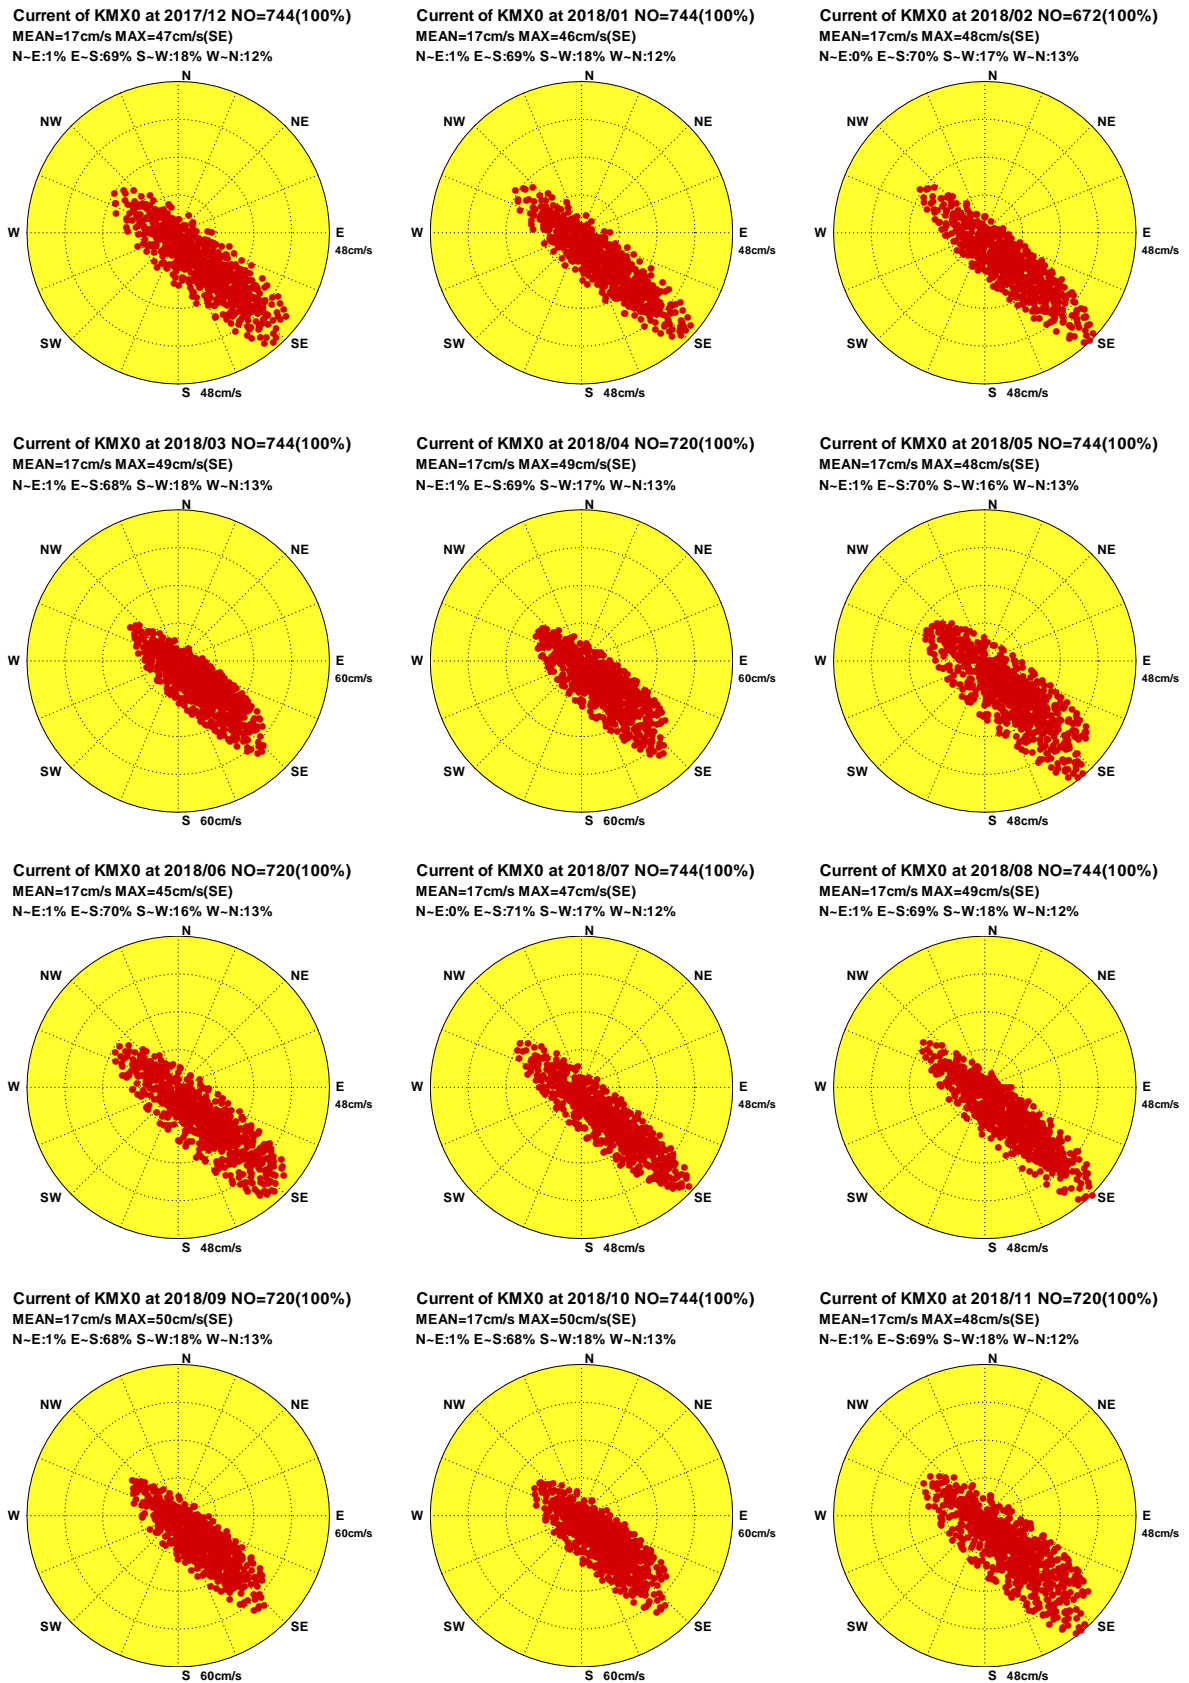 Current of KMX0 at 2017/12 NO=744(100%)
MEAN=17cm/s MAX=47cm/s(SE)
N~E:1% E~S:69% S~W:18% W~N:12%
N
NW
NE
W
E
48cm/s
SW
SE
S 48cm/s
Current of KMX0 at 2018/01 NO=744(100%)
MEAN=17cm/s MAX=46cm/s(SE)
N~E:1% E~S:69% S~W:18% W~N:12%
N
NW
NE
W
E
48cm/s
SW
SE
S 48cm/s
Current of KMX0 at 2018/02 NO=672(100%)
MEAN=17cm/s MAX=48cm/s(SE)
N~E:0% E~S:70% S~W:17% W~N:13%
N
NW
NE
W
E
48cm/s
SW
SE
S 48cm/s
Current of KMX0 at 2018/03 NO=744(100%)
MEAN=17cm/s MAX=49cm/s(SE)
N~E:1% E~S:68% S~W:18% W~N:13%
N
NW
NE
W
E
60cm/s
SW
SE
S 60cm/s
Current of KMX0 at 2018/04 NO=720(100%)
MEAN=17cm/s MAX=49cm/s(SE)
N~E:1% E~S:69% S~W:17% W~N:13%
N
NW
NE
W
E
60cm/s
SW
SE
S 60cm/s
Current of KMX0 at 2018/05 NO=744(100%)
MEAN=17cm/s MAX=48cm/s(SE)
N~E:1% E~S:70% S~W:16% W~N:13%
N
NW
NE
W
E
48cm/s
SW
SE
S 48cm/s
Current of KMX0 at 2018/06 NO=720(100%)
MEAN=17cm/s MAX=45cm/s(SE)
N~E:1% E~S:70% S~W:16% W~N:13%
N
NW
NE
W
E
48cm/s
SW
SE
S 48cm/s
Current of KMX0 at 2018/07 NO=744(100%)
MEAN=17cm/s MAX=47cm/s(SE)
N~E:0% E~S:71% S~W:17% W~N:12%
N
NW
NE
W
E
48cm/s
SW
SE
S 48cm/s
Current of KMX0 at 2018/08 NO=744(100%)
MEAN=17cm/s MAX=49cm/s(SE)
N~E:1% E~S:69% S~W:18% W~N:12%
N
NW
NE
W
E
48cm/s
SW
SE
S 48cm/s
Current of KMX0 at 2018/09 NO=720(100%)
MEAN=17cm/s MAX=50cm/s(SE)
N~E:1% E~S:68% S~W:18% W~N:13%
N
NW
NE
W
E
60cm/s
SW
SE
S 60cm/s
Current of KMX0 at 2018/10 NO=744(100%)
MEAN=17cm/s MAX=50cm/s(SE)
N~E:1% E~S:68% S~W:18% W~N:13%
N
NW
NE
W
E
60cm/s
SW
SE
S 60cm/s
Current of KMX0 at 2018/11 NO=720(100%)
MEAN=17cm/s MAX=48cm/s(SE)
N~E:1% E~S:69% S~W:18% W~N:12%
N
NW
NE
W
E
48cm/s
SW
SE
S 48cm/s